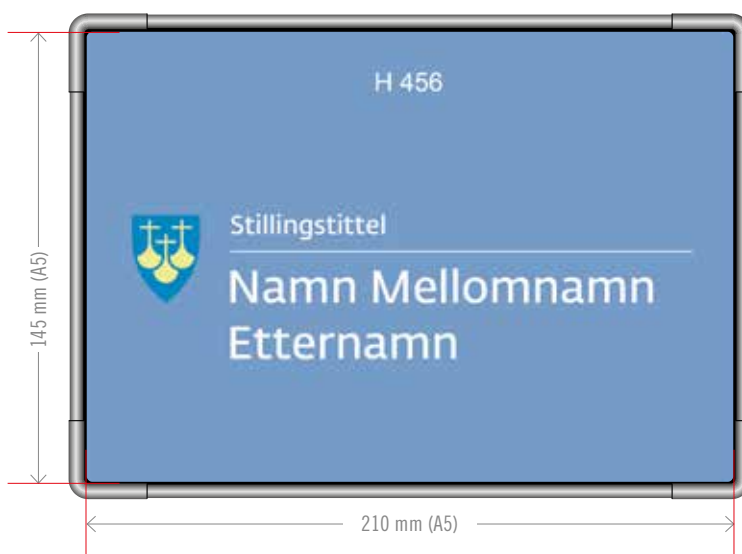 H 456
Stillingstittel
Namn Mellomnamn
Etternamn
145 mm (A5)
210 mm (A5)